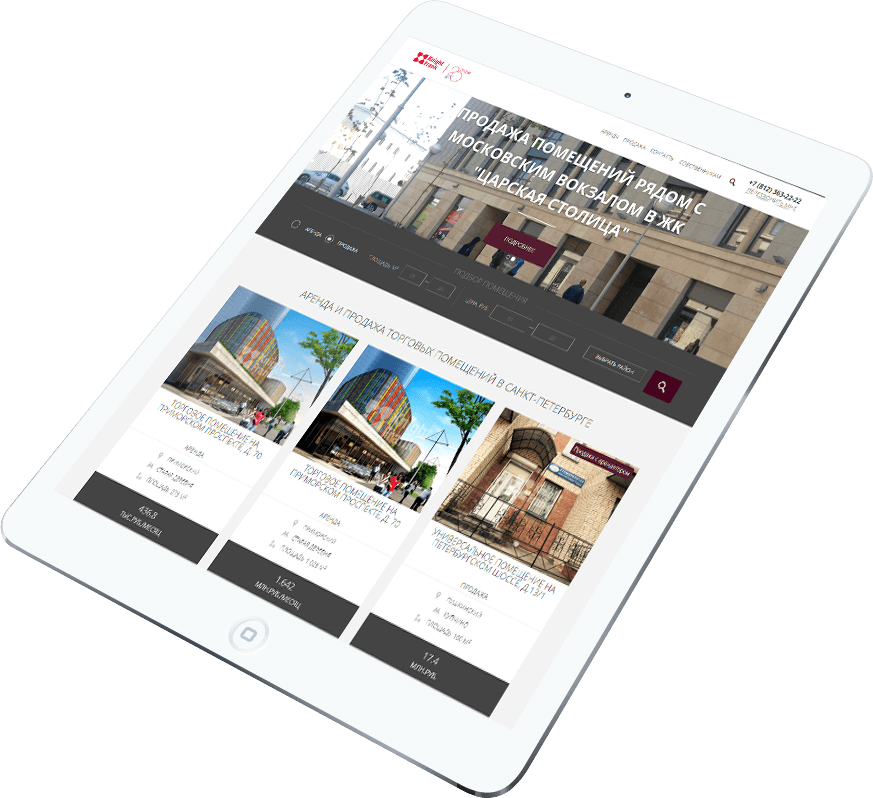 Knight
Frank
АРЕНДА ПРОДАЖА КОНТАКТЫ СОБСТВЕННИКАМ
+7 (812) 363-22-22
ПЕРЕЗВОНИТЬ МНЕ
ПРОДАЖА ПОМЕЩЕНИЙ РЯДОМ С
МОСКОВСКИМ ВОКЗАЛОМ В ЖК
"ЦАРСКАЯ СТОЛИЦА"
ПОДРОБНЕЕ
ПОДБОР ПОМЕЩЕНИЯ
АРЕНДА ПРОДАЖА ПЛОЩАДЬ М² ЦЕНА РУБ. ВЫБРАТЬ РАЙОН
АРЕНДА И ПРОДАЖА ТОРГОВЫХ ПОМЕЩЕНИЙ В САНКТ-ПЕТЕРБУРГЕ
ТОРГОВОЕ ПОМЕЩЕНИЕ НА
ПРИМОРСКОМ ПРОСПЕКТЕ, Д. 70
АРЕНДА
ПРИМОРСКИЙ
СТАРАЯ ДЕРЕВНЯ
ПЛОЩАДЬ 273 М²
436.8
ТЫС.РУБ./МЕСЯЦ
ТОРГОВОЕ ПОМЕЩЕНИЕ НА
ПРИМОРСКОМ ПРОСПЕКТЕ, Д. 70
АРЕНДА
ПРИМОРСКИЙ
СТАРАЯ ДЕРЕВНЯ
ПЛОЩАДЬ 1 026 М²
1.642
МЛН.РУБ./МЕСЯЦ
Продажа с арендатором
УНИВЕРСАЛЬНОЕ ПОМЕЩЕНИЕ НА
ПЕТЕРБУРГСКОМ ШОССЕ, Д.13/1
ПРОДАЖА
ПУШКИНСКИЙ
КУПЧИНО
ПЛОЩАДЬ 100 М²
17.4
МЛН.РУБ.